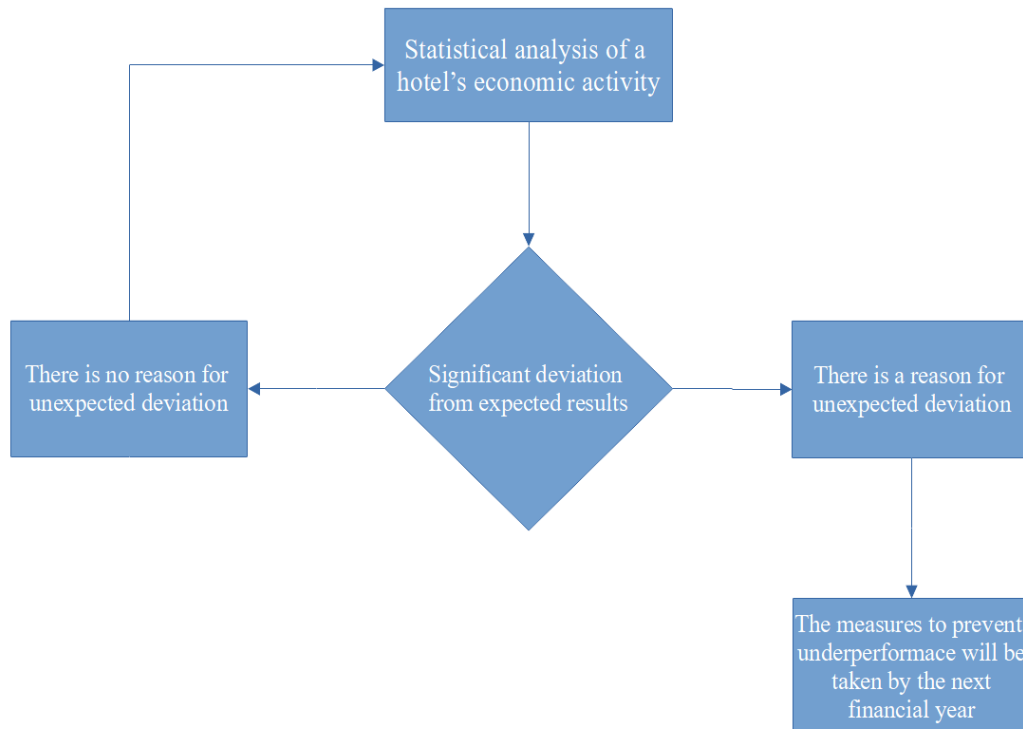 Statistical analysis of a
hotel's economic activity
There is no reason for
unexpected deviation
Significant deviation
from expected results
There is a reason for
unexpected deviation
The measures to prevent
underperformace will be
taken by the next
financial year